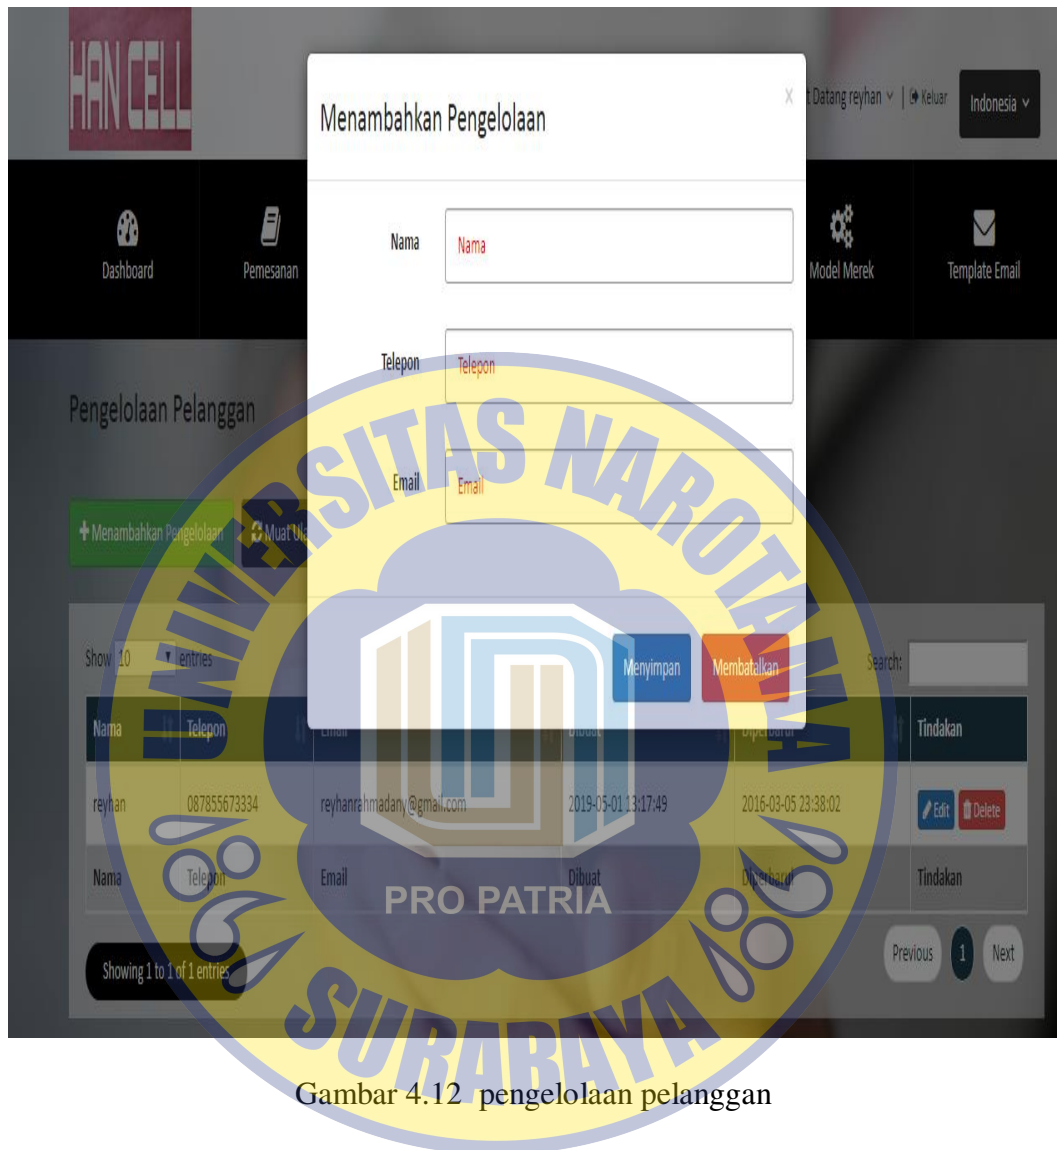 HAN CELL
t Datang reyhan | Keluar
Indonesia
Menambahkan Pengelolaan
X
Dashboard
Pemesanan
Model Merek
Template Email
Nama
Nama
Telepon
Telepon
Email
Email
Pengelolaan Pelanggan
+ Menambahkan Pengelolaan
Muat Ula
Menyimpan
Membatalkan
Show 10 entries
Search:
Nama Telepon Email Dibuat Diperbarui Tindakan
reyhan 087855673334 reyhanrahmadany@gmail.com 2019-05-01 13:17:49 2016-03-05 23:38:02 Edit Delete
Nama Telepon Email Dibuat Diperbarui Tindakan
Showing 1 to 1 of 1 entries
Previous 1 Next
UNIVERSITAS NAROTAMA
PRO PATRIA
SURABAYA
Gambar 4.12 pengelolaan pelanggan